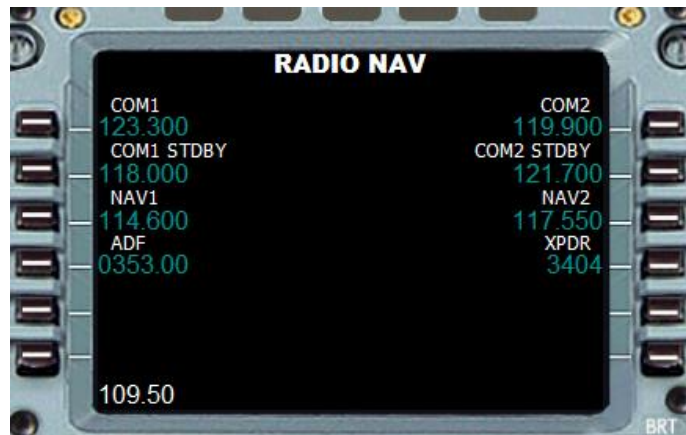 RADIO NAV
COM1 COM2
123.300 119.900
COM1 STDBY COM2 STDBY
118.000 121.700
NAV1 NAV2
114.600 117.550
ADF XPDR
0353.00 3404
109.50
BRT